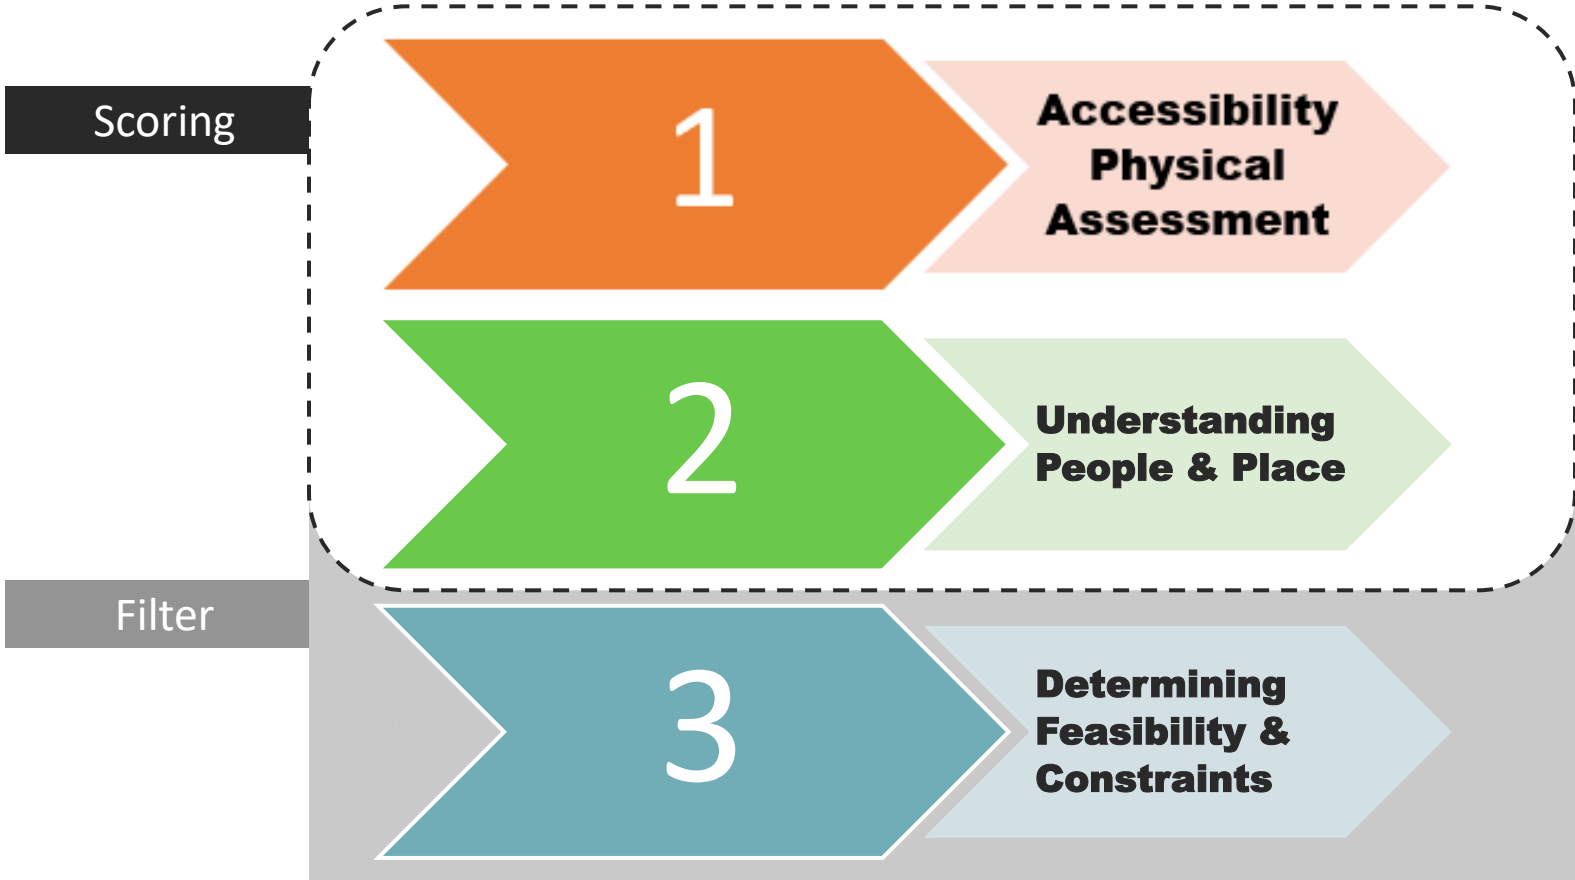 Scoring
1
Accessibility
Physical
Assessment
2
Understanding
People & Place
Filter
3
Determining
Feasibility &
Constraints